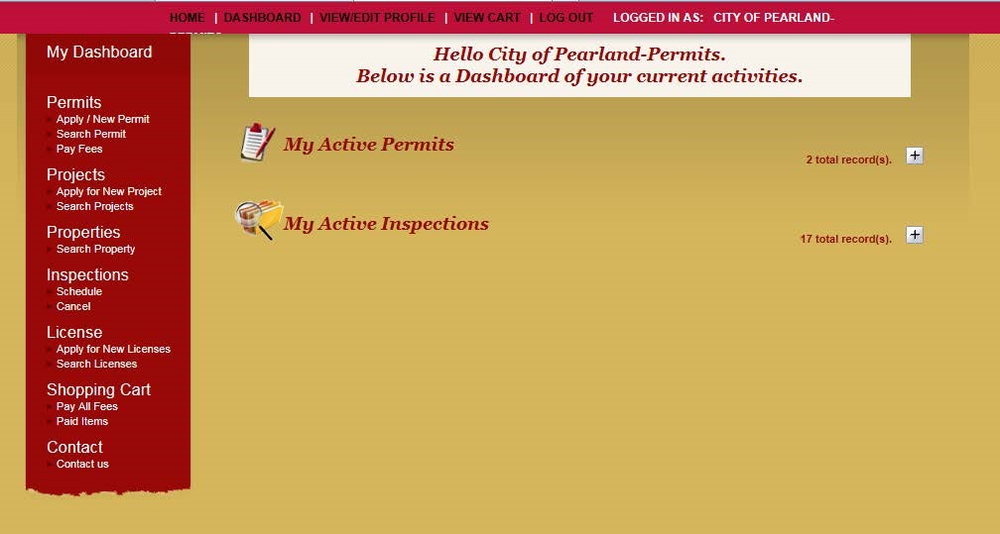 HOME | DASHBOARD | VIEW/EDIT PROFILE | VIEW CART | LOG OUT LOGGED IN AS: CITY OF PEARLAND-
My Dashboard
Permits
Apply / New Permit
Search Permit
Pay Fees
Projects
Apply for New Project
Search Projects
Properties
Search Property
Inspections
Schedule
Cancel
License
Apply for New Licenses
Search Licenses
Shopping Cart
Pay All Fees
Paid Items
Contact
Contact us
Hello City of Pearland-Permits.
Below is a Dashboard of your current activities.
My Active Permits
2 total record(s).
+
My Active Inspections
17 total record(s).
+